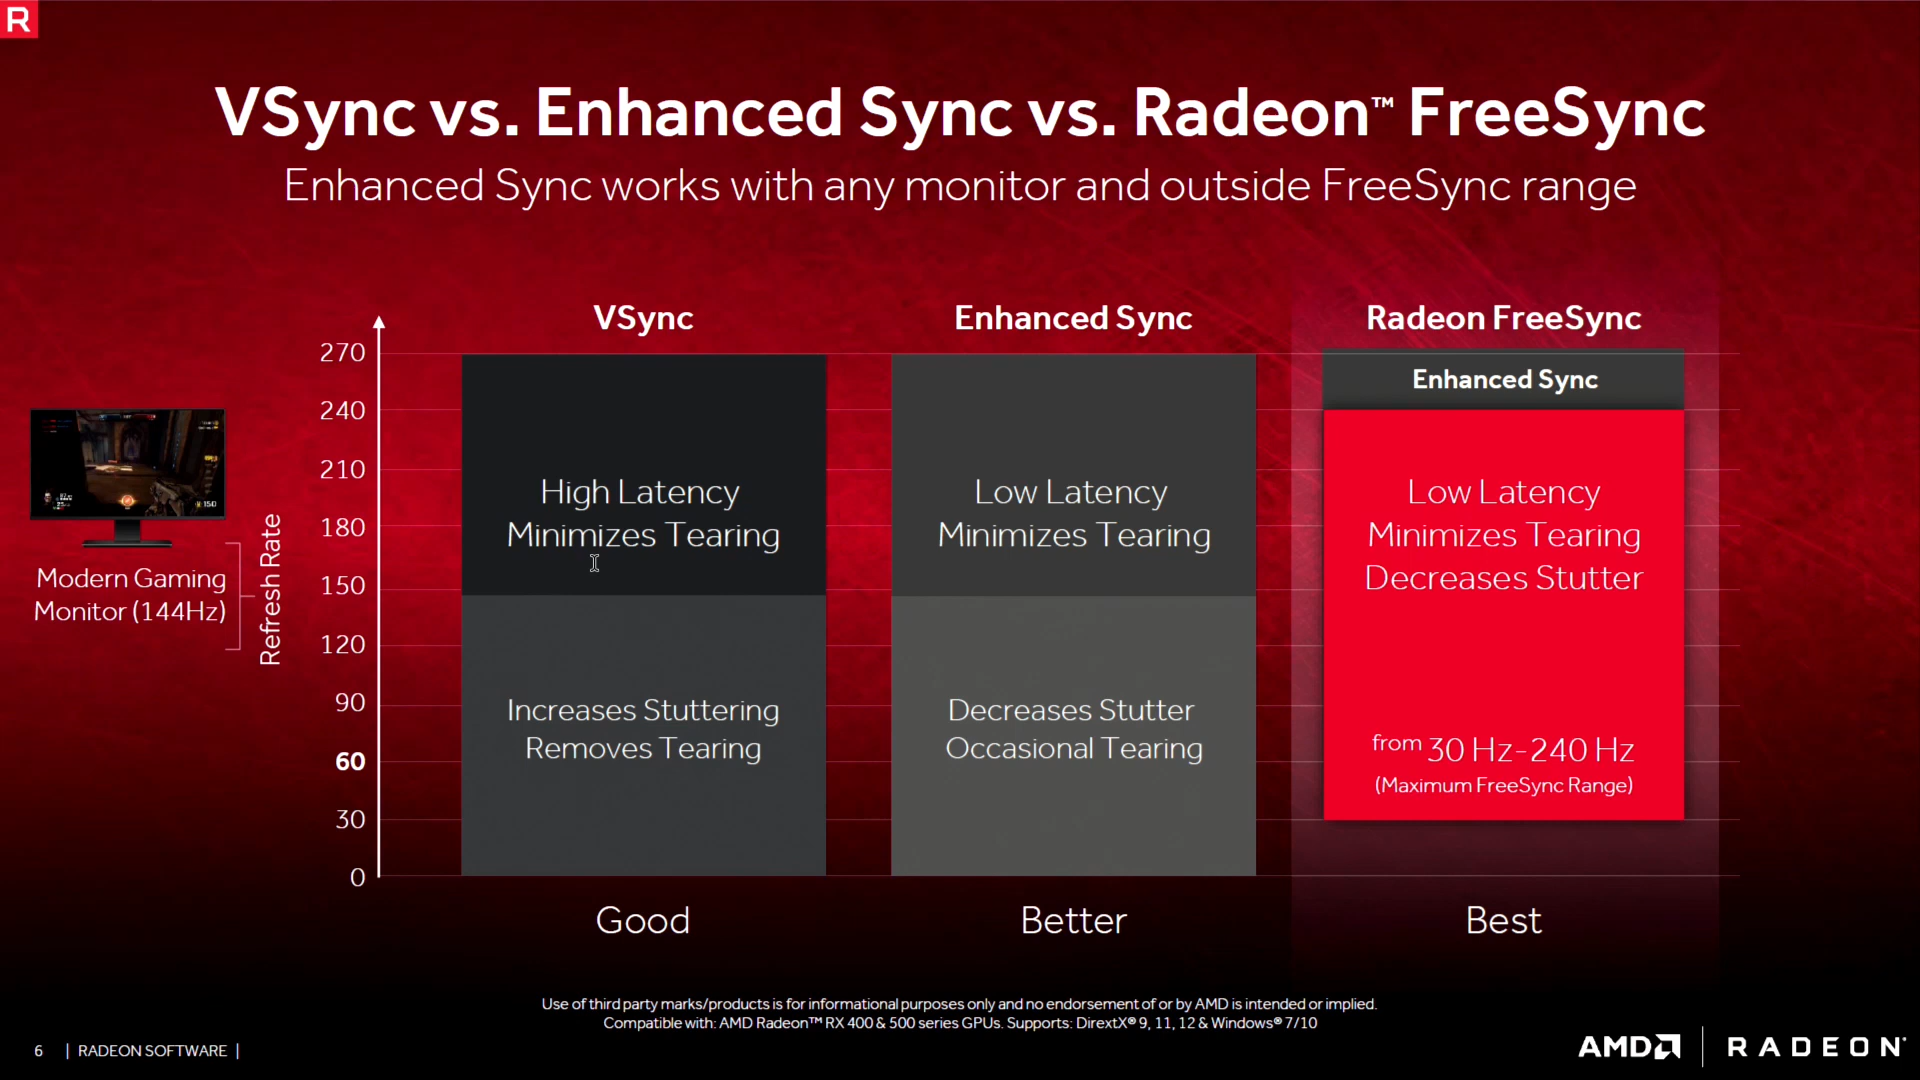 R
VSync vs. Enhanced Sync vs. Radeon™ FreeSync
Enhanced Sync works with any monitor and outside FreeSync range
VSync
Enhanced Sync
Radeon FreeSync
270
240
210
180
150
120
90
60
30
0
Refresh Rate
Modern Gaming
Monitor (144Hz)
High Latency
Minimizes Tearing
Increases Stuttering
Removes Tearing
Good
Low Latency
Minimizes Tearing
Decreases Stutter
Occasional Tearing
Better
Enhanced Sync
Low Latency
Minimizes Tearing
Decreases Stutter
from 30 Hz-240 Hz
(Maximum FreeSync Range)
Best
Use of third party marks/products is for informational purposes only and no endorsement of or by AMD is intended or implied.
Compatible with: AMD Radeon™ RX 400 & 500 series GPUs. Supports: DirextX® 9, 11, 12 & Windows® 7/10
6 | RADEON SOFTWARE |
AMD | RADEON